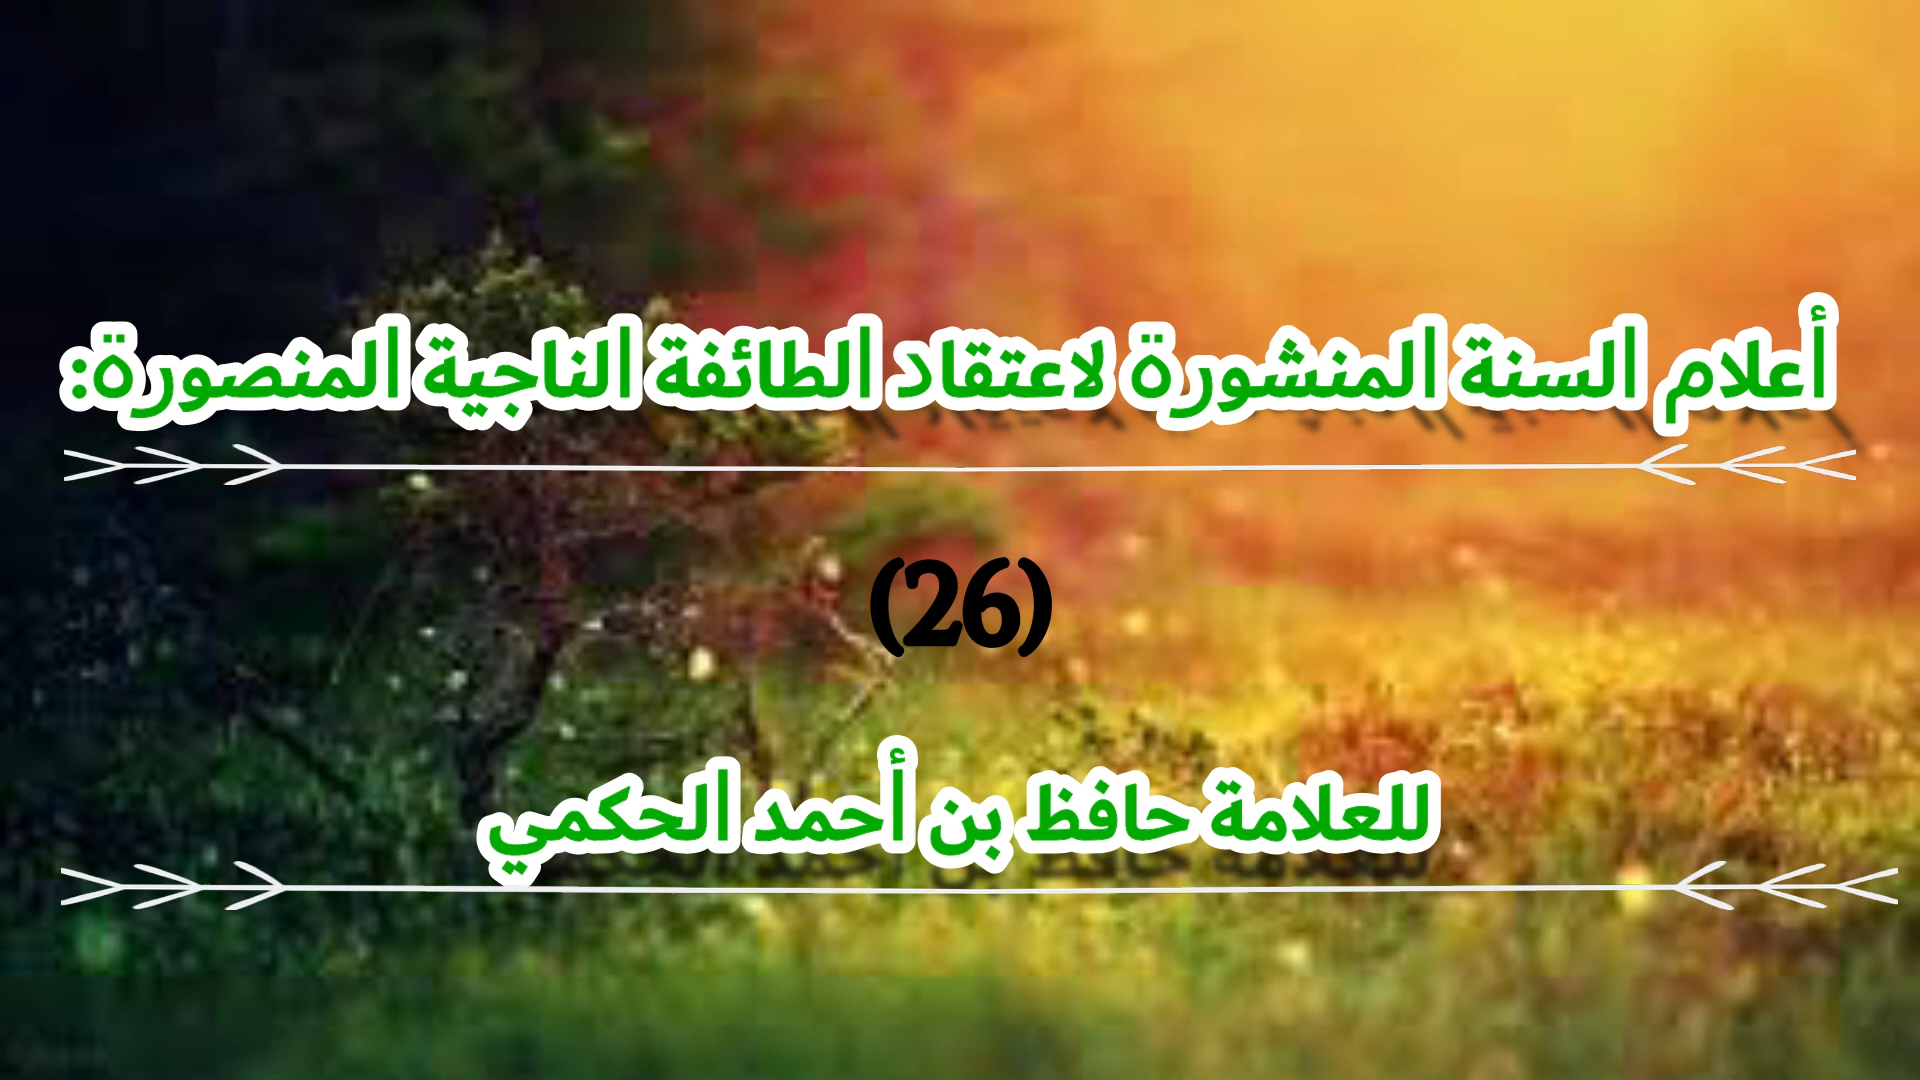 أعلام السنة المنشورة لاعتقاد الطائفة الناجية المنصورة:
(26)
للعلامة حافظ بن أحمد الحكمي